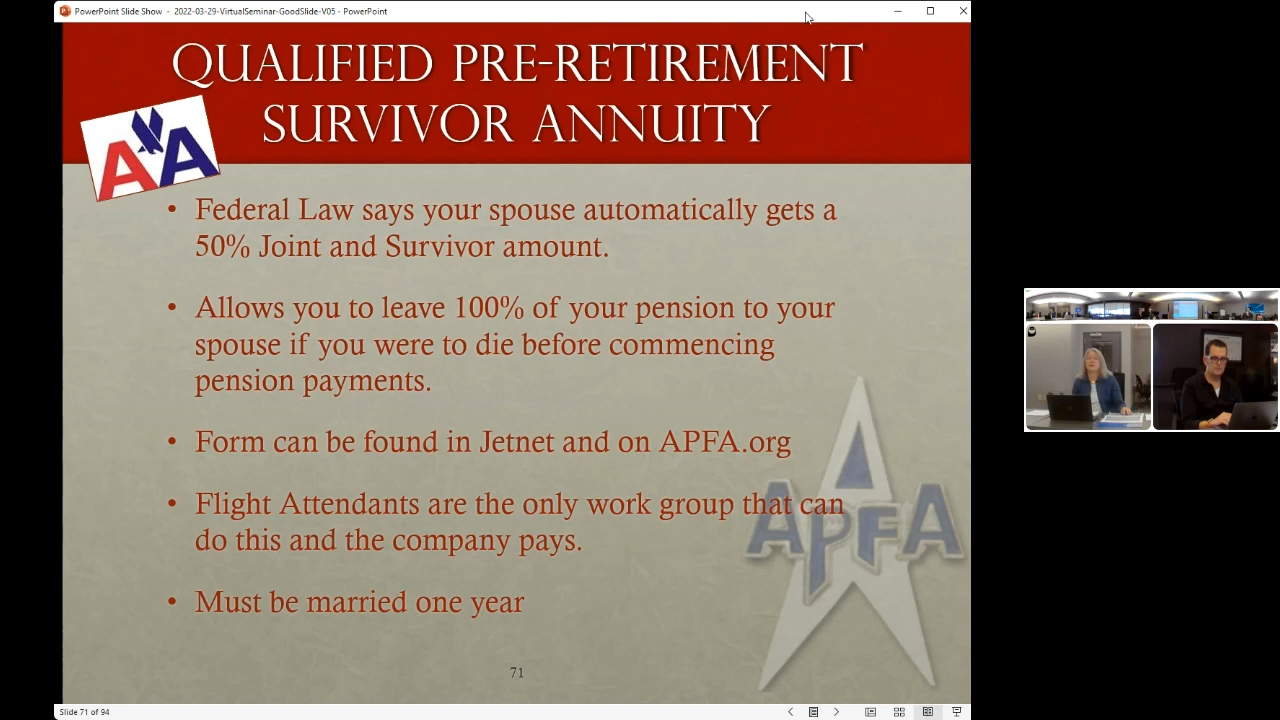 PowerPoint Slide Show - 2022-03-29-VirtualSeminar-GoodSlide-V05 - PowerPoint
QUALIFIED PRE-RETIREMENT
SURVIVOR ANNUITY
AA
• Federal Law says your spouse automatically gets a
50% Joint and Survivor amount.
• Allows you to leave 100% of your pension to your
spouse if you were to die before commencing
pension payments.
• Form can be found in Jetnet and on APFA.org
• Flight Attendants are the only work group that can
do this and the company pays.
APFA
• Must be married one year
71
Slide 71 of 94